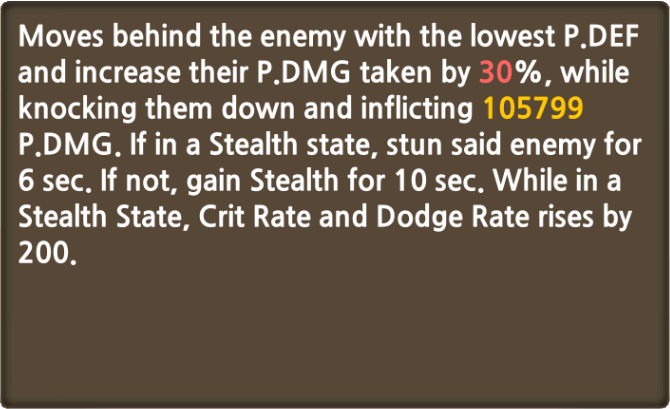 Moves behind the enemy with the lowest P.DEF
and increase their P.DMG taken by 30%, while
knocking them down and inflicting 105799
P.DMG. If in a Stealth state, stun said enemy for
6 sec. If not, gain Stealth for 10 sec. While in a
Stealth State, Crit Rate and Dodge Rate rises by
200.